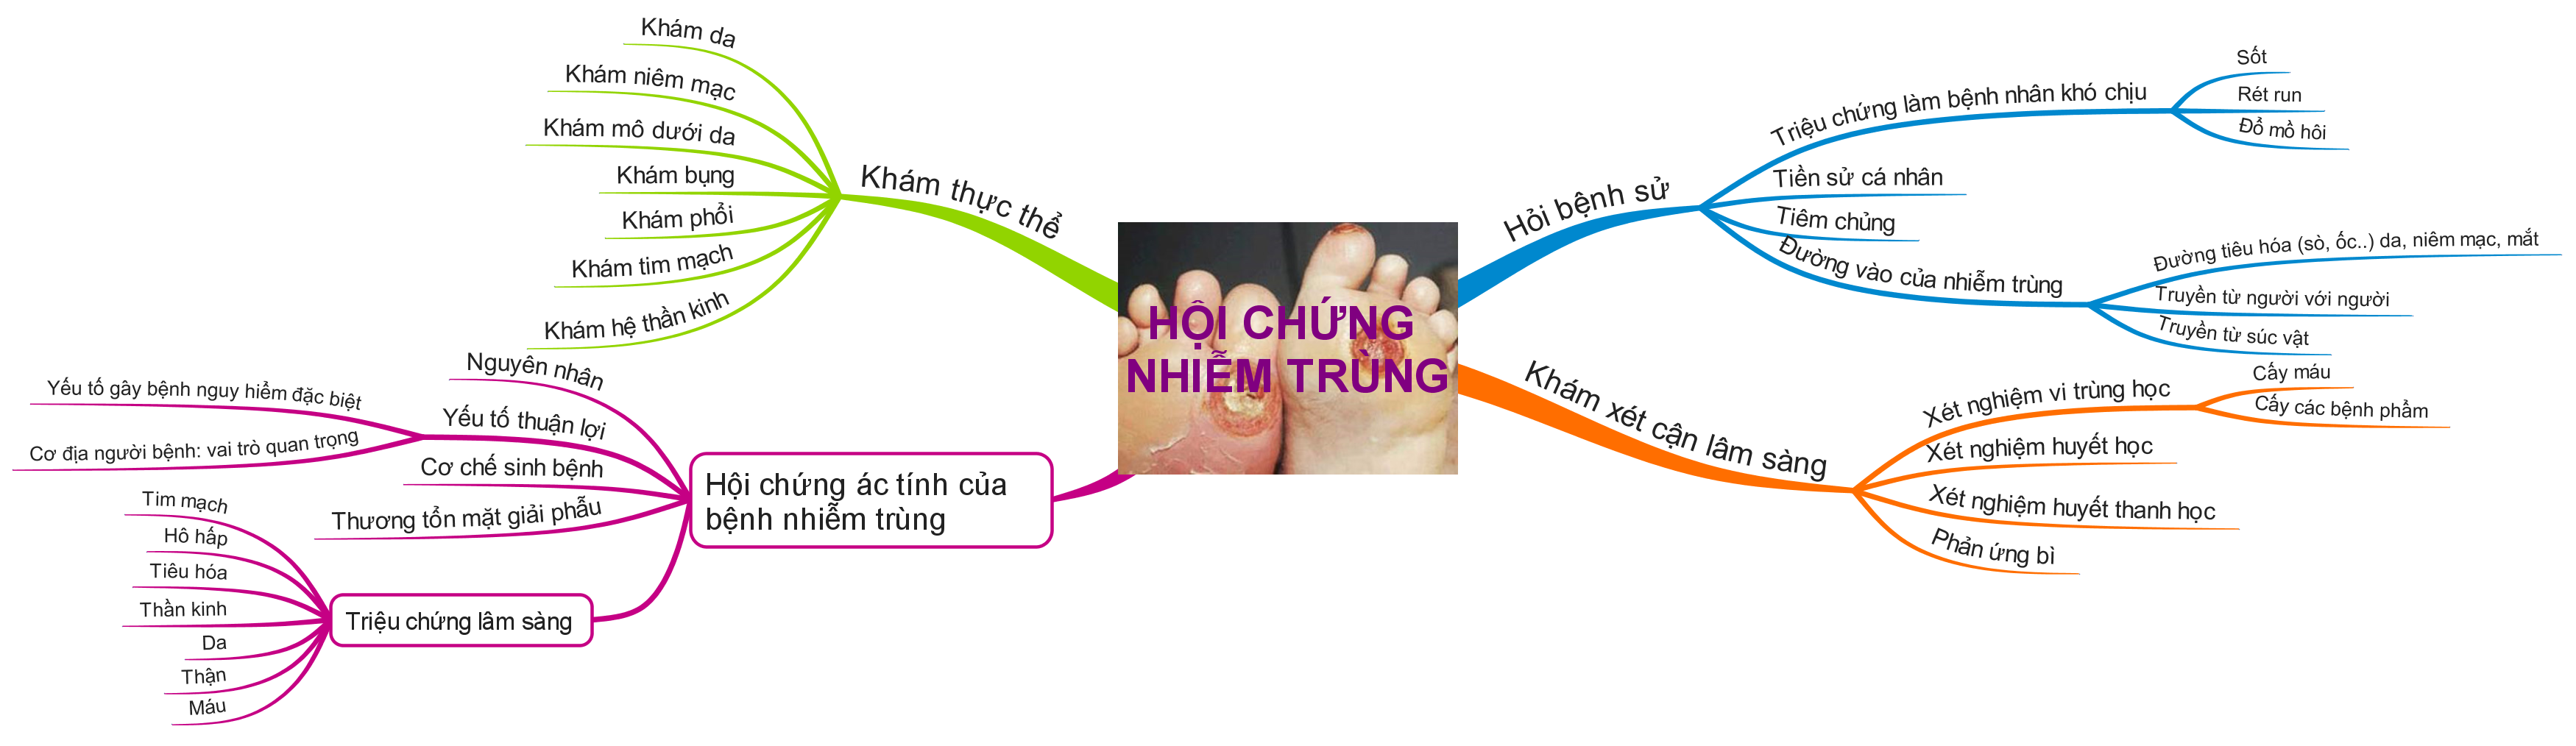 HỘI CHỨNG
NHIỄM TRÙNG
Hỏi bệnh sử
Triệu chứng làm bệnh nhân khó chịu
Sốt
Rét run
Đổ mồ hôi
Tiền sử cá nhân
Tiêm chủng
Đường vào của nhiễm trùng
Đường tiêu hóa (sò, ốc..) da, niêm mạc, mắt
Truyền từ người với người
Truyền từ súc vật
Khám xét cận lâm sàng
Xét nghiệm vi trùng học
Cấy máu
Cấy các bệnh phẩm
Xét nghiệm huyết học
Xét nghiệm huyết thanh học
Phản ứng bì
Khám thực thể
Khám da
Khám niêm mạc
Khám mô dưới da
Khám bụng
Khám phổi
Khám tim mạch
Khám hệ thần kinh
Hội chứng ác tính của
bệnh nhiễm trùng
Nguyên nhân
Yếu tố thuận lợi
Yếu tố gây bệnh nguy hiểm đặc biệt
Cơ địa người bệnh: vai trò quan trọng
Cơ chế sinh bệnh
Thương tổn mặt giải phẫu
Triệu chứng lâm sàng
Tim mạch
Hô hấp
Tiêu hóa
Thần kinh
Da
Thận
Máu